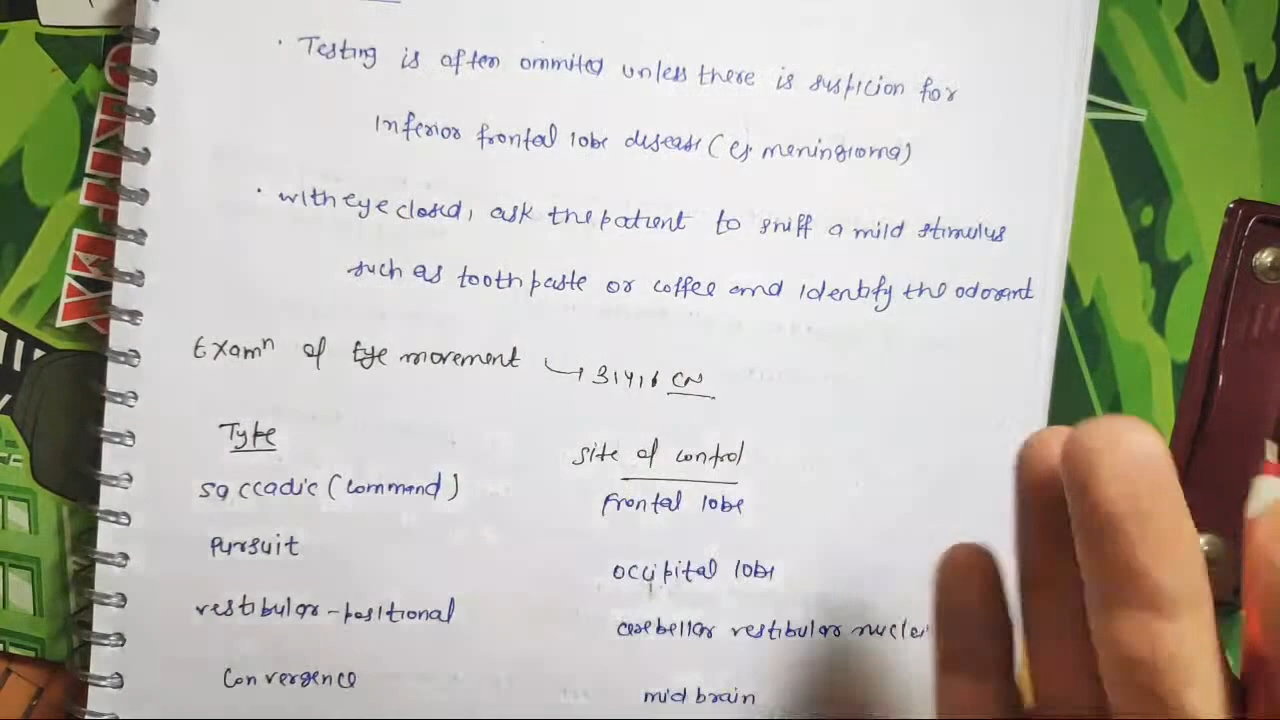 · Testing is often ommited unless there is suspicion for
Inferior frontal lobe disease (eg. meningioma)
· with eye closed, ask the patient to sniff a mild stimulus
such as tooth paste or coffee and identify the odorant
Examⁿ of Eye movement → 3,4,6 CN
Type
site of control
saccadic (command)
frontal lobe
Pursuit
occipital lobe
vestibular-positional
cerebellar vestibular nuclei
Convergence
mid brain